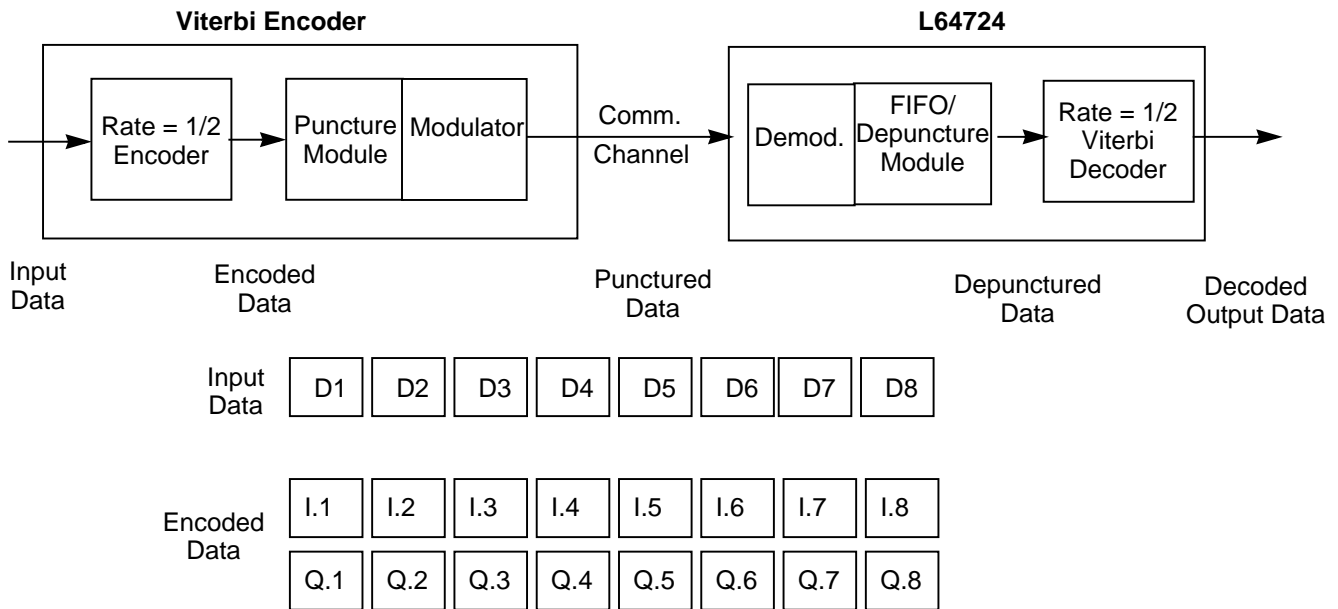 Viterbi Encoder
L64724
Rate = 1/2
Encoder
Puncture
Module
Modulator
Comm.
Channel
Demod.
FIFO/
Depuncture
Module
Rate = 1/2
Viterbi
Decoder
Input
Data
Encoded
Data
Punctured
Data
Depunctured
Data
Decoded
Output Data
Input
Data
D1 D2 D3 D4 D5 D6 D7 D8
Encoded
Data
I.1 I.2 I.3 I.4 I.5 I.6 I.7 I.8
Q.1 Q.2 Q.3 Q.4 Q.5 Q.6 Q.7 Q.8